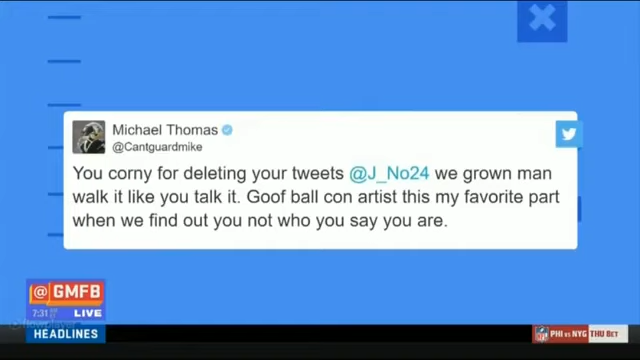 Michael Thomas
@Cantguardmike
You corny for deleting your tweets @J_No24 we grown man
walk it like you talk it. Goof ball con artist this my favorite part
when we find out you not who you say you are.
@GMFB
7:31 LIVE
HEADLINES
NFL PHI vs NYG THU 8ET